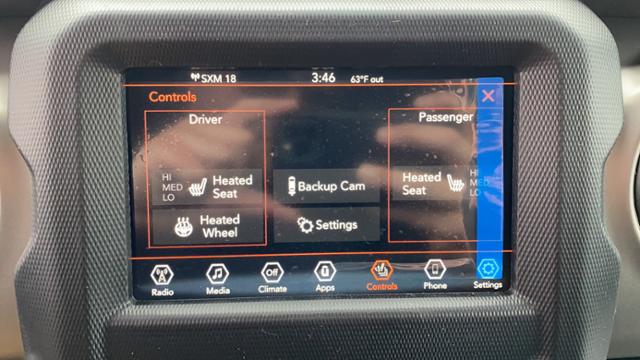 SXM 18 3:46 63°F out
Controls X
Driver Passenger
HI
MED
LO
Heated
Seat
Backup Cam
Heated
Seat
HI
MED
LO
Heated
Wheel
Settings
Off
Radio Media Climate Apps Controls Phone Settings